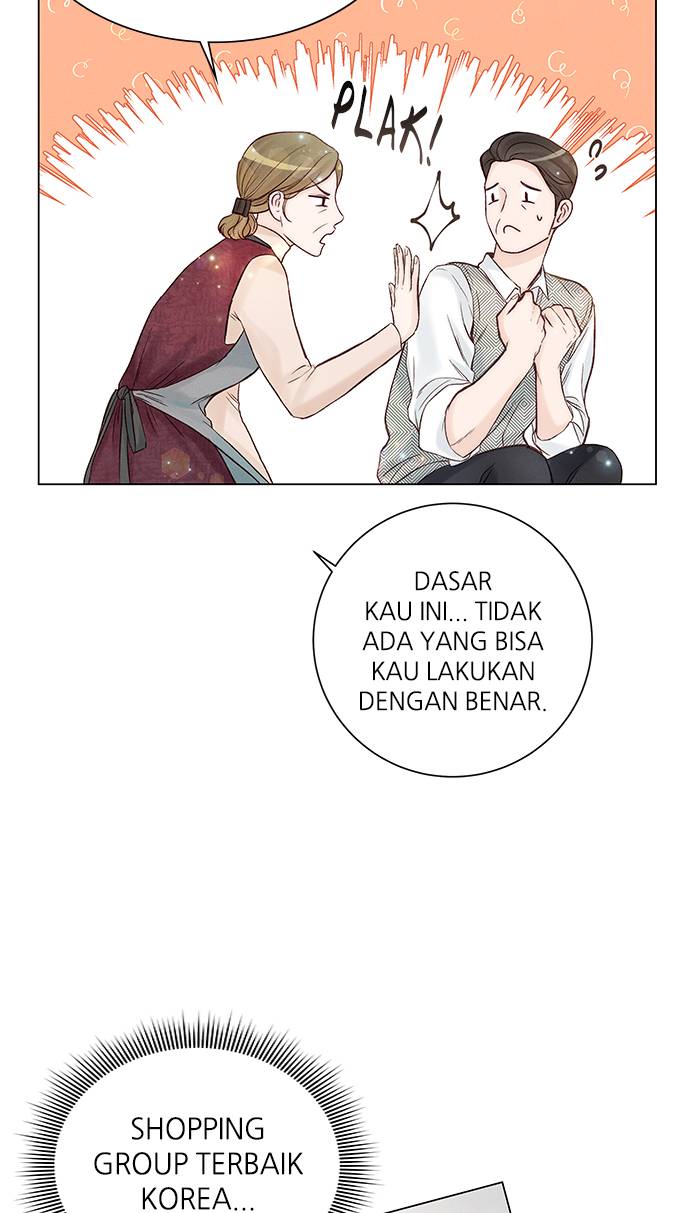 PLAK!
DASAR
KAU INI... TIDAK
ADA YANG BISA
KAU LAKUKAN
DENGAN BENAR.
SHOPPING
GROUP TERBAIK
KOREA...